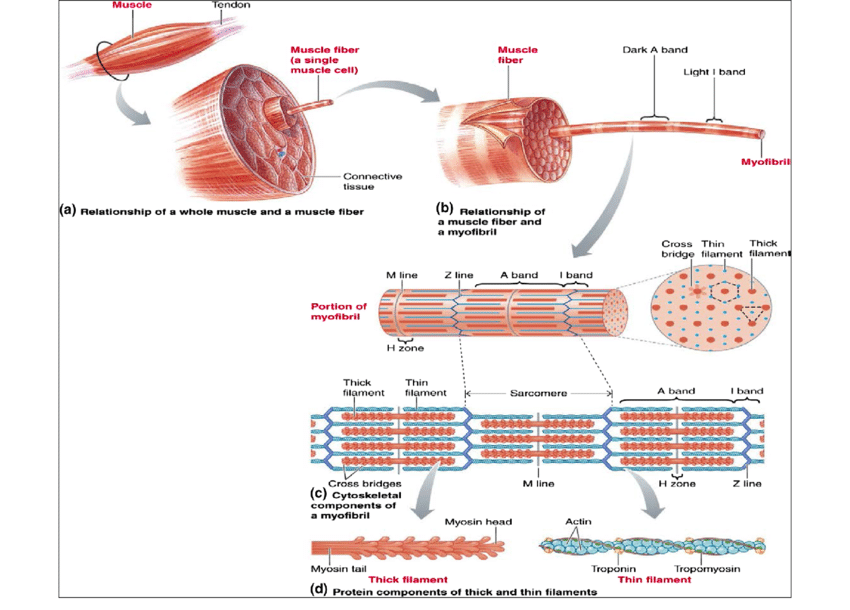 Muscle
Tendon
Muscle fiber
(a single
muscle cell)
Connective
tissue
(a) Relationship of a whole muscle and a muscle fiber
Muscle
fiber
Dark A band
Light I band
Myofibril
(b) Relationship of
a muscle fiber and
a myofibril
Cross
bridge
Thin
filament
Thick
filament
M line
Z line
A band
I band
Portion of
myofibril
H zone
Thick
filament
Thin
filament
Sarcomere
A band
I band
Cross bridges
M line
H zone
Z line
(c) Cytoskeletal
components of
a myofibril
Myosin head
Actin
Myosin tail
Troponin
Tropomyosin
Thick filament
Thin filament
(d) Protein components of thick and thin filaments